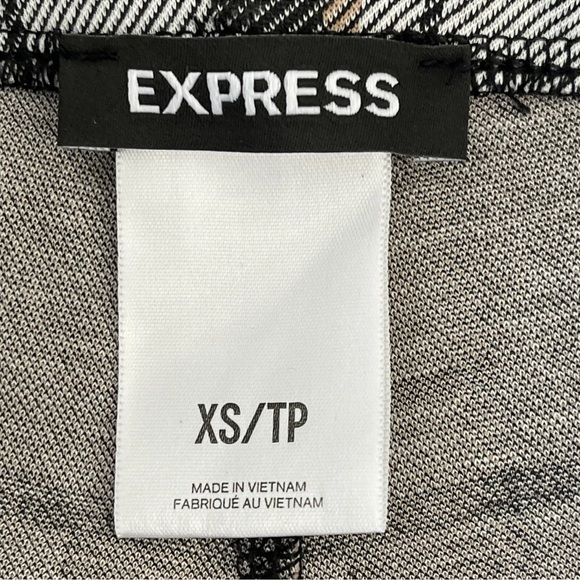 EXPRESS
XS/TP
MADE IN VIETNAM
FABRIQUÉ AU VIETNAM